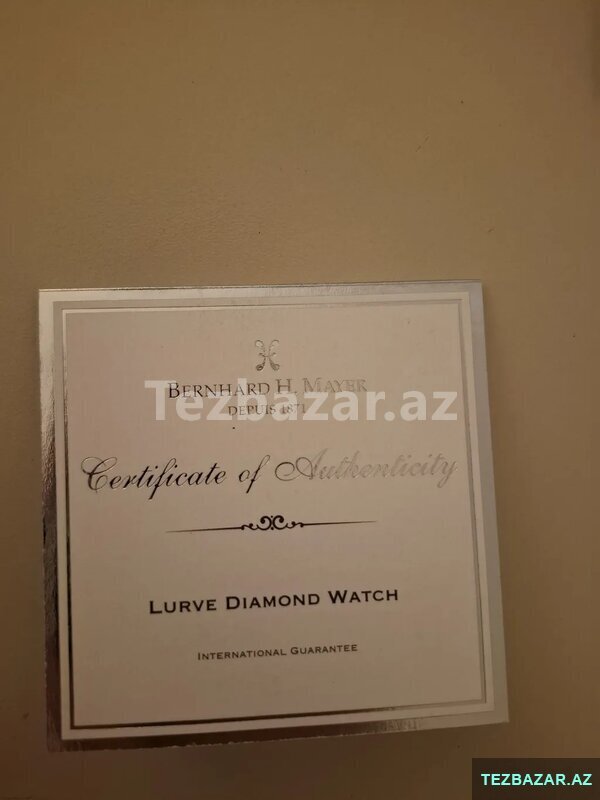 BERNHARD H. MAYER
DEPUIS 1871
Tezbazar.az
Certificate of Authenticity
LURVE DIAMOND WATCH
INTERNATIONAL GUARANTEE
TEZBAZAR.AZ